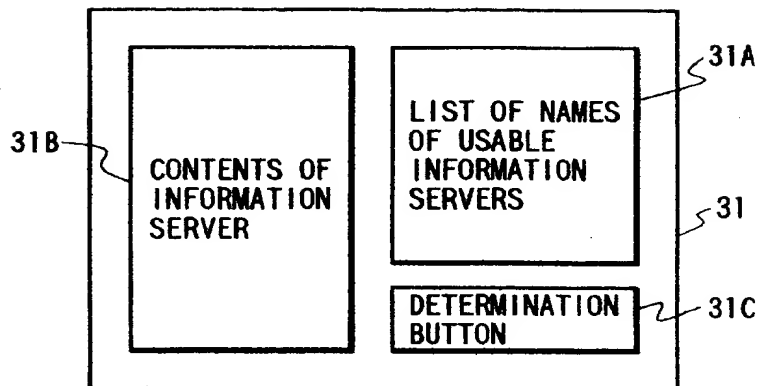 31A
LIST OF NAMES
OF USABLE
INFORMATION
SERVERS
31B
CONTENTS OF
INFORMATION
SERVER
31
DETERMINATION
BUTTON
31C